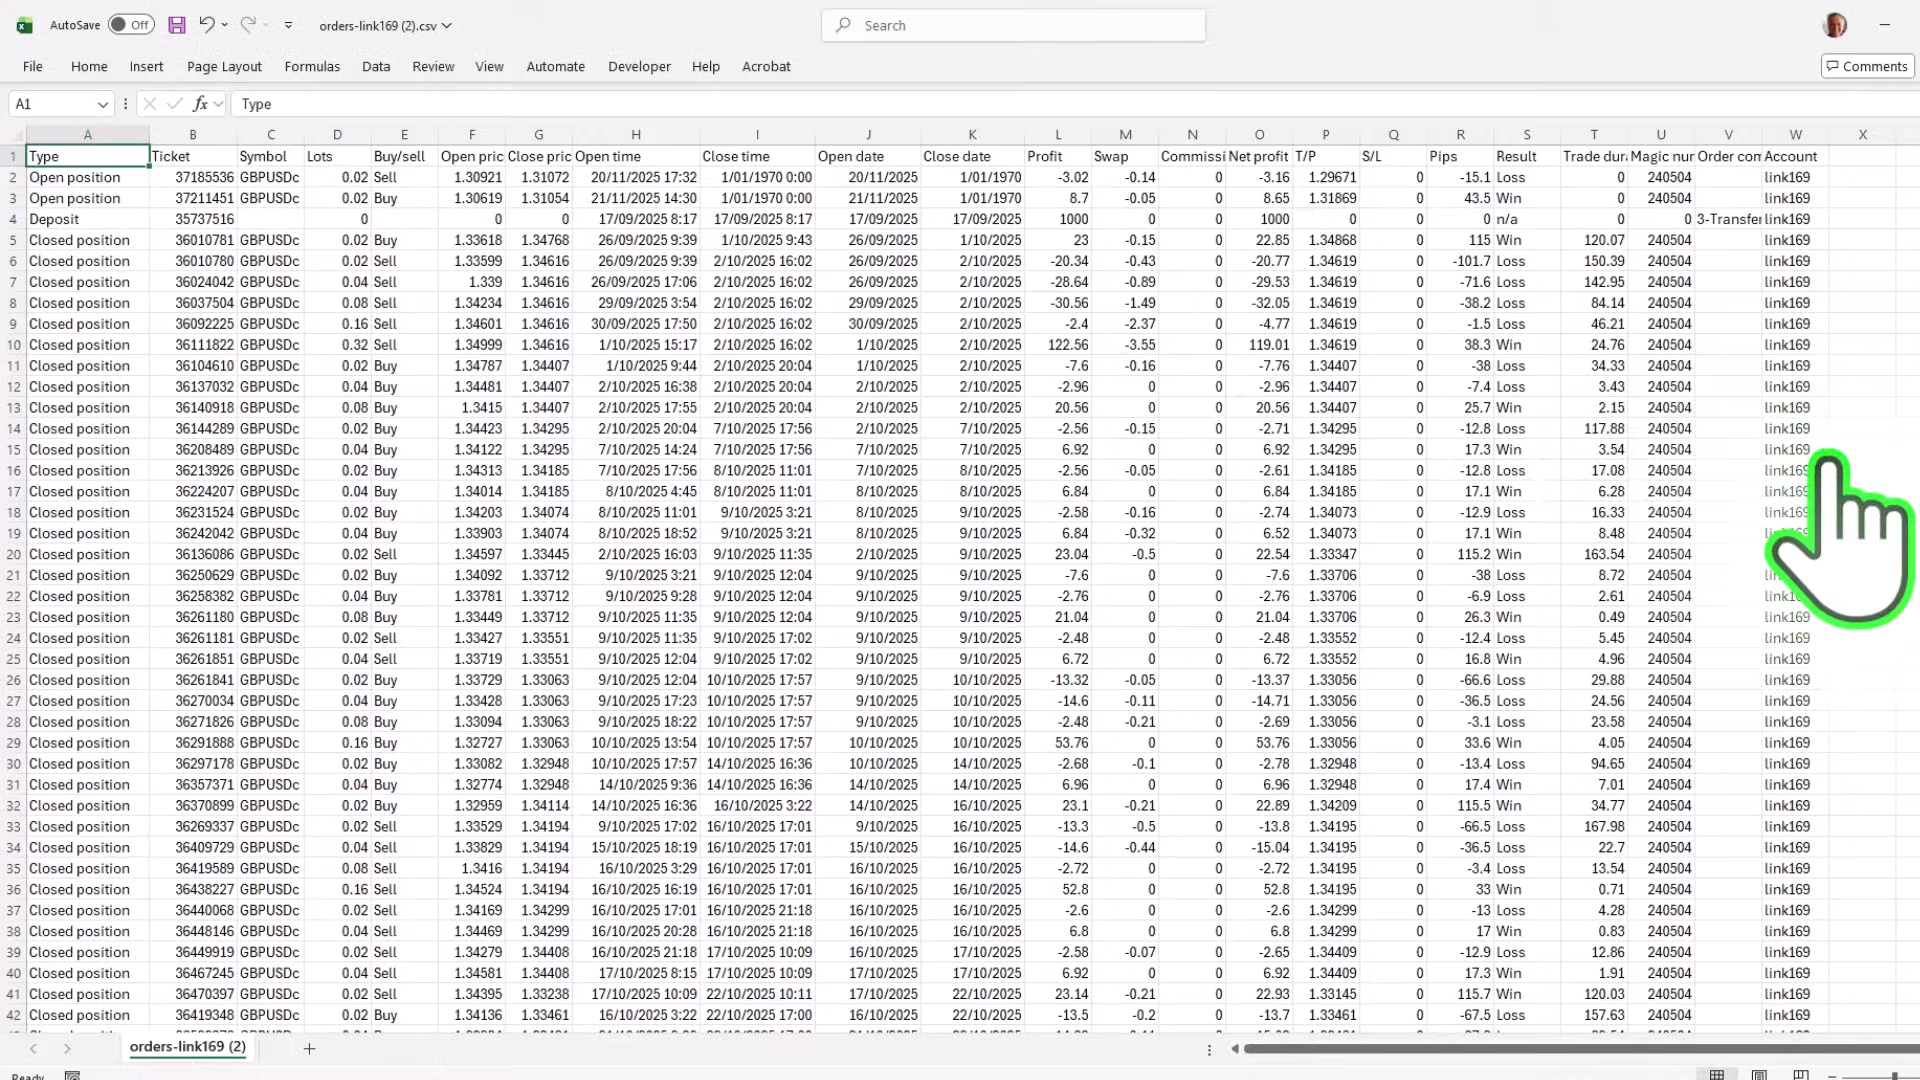 AutoSave Off orders-link169 (2).csv Search
File Home Insert Page Layout Formulas Data Review View Automate Developer Help Acrobat Comments
A1 fx Type
A B C D E F G H I J K L M N O P Q R S T U V W X
1 Type Ticket Symbol Lots Buy/sell Open pric Close pric Open time Close time Open date Close date Profit Swap Commissi Net profit T/P S/L Pips Result Trade dur Magic nur Order con Account
2 Open position 37185536 GBPUSDc 0.02 Sell 1.30921 1.31072 20/11/2025 17:32 1/01/1970 0:00 20/11/2025 1/01/1970 -3.02 -0.14 0 -3.16 1.29671 0 -15.1 Loss 0 240504 link169
3 Open position 37211451 GBPUSDc 0.02 Buy 1.30619 1.31054 21/11/2025 14:30 1/01/1970 0:00 21/11/2025 1/01/1970 8.7 -0.05 0 8.65 1.31869 0 43.5 Win 0 240504 link169
4 Deposit 35737516 0 0 0 17/09/2025 8:17 17/09/2025 8:17 17/09/2025 17/09/2025 1000 0 0 1000 0 0 0 n/a 0 0 3-Transfer link169
5 Closed position 36010781 GBPUSDc 0.02 Buy 1.33618 1.34768 26/09/2025 9:39 1/10/2025 9:43 26/09/2025 1/10/2025 23 -0.15 0 22.85 1.34868 0 115 Win 120.07 240504 link169
6 Closed position 36010780 GBPUSDc 0.02 Sell 1.33599 1.34616 26/09/2025 9:39 2/10/2025 16:02 26/09/2025 2/10/2025 -20.34 -0.43 0 -20.77 1.34619 0 -101.7 Loss 150.39 240504 link169
7 Closed position 36024042 GBPUSDc 0.04 Sell 1.339 1.34616 26/09/2025 17:06 2/10/2025 16:02 26/09/2025 2/10/2025 -28.64 -0.89 0 -29.53 1.34619 0 -71.6 Loss 142.95 240504 link169
8 Closed position 36037504 GBPUSDc 0.08 Sell 1.34234 1.34616 29/09/2025 3:54 2/10/2025 16:02 29/09/2025 2/10/2025 -30.56 -1.49 0 -32.05 1.34619 0 -38.2 Loss 84.14 240504 link169
9 Closed position 36092225 GBPUSDc 0.16 Sell 1.34601 1.34616 30/09/2025 17:50 2/10/2025 16:02 30/09/2025 2/10/2025 -2.4 -2.37 0 -4.77 1.34619 0 -1.5 Loss 46.21 240504 link169
10 Closed position 36111822 GBPUSDc 0.32 Sell 1.34999 1.34616 1/10/2025 15:17 2/10/2025 16:02 1/10/2025 2/10/2025 122.56 -3.55 0 119.01 1.34619 0 38.3 Win 24.76 240504 link169
11 Closed position 36104610 GBPUSDc 0.02 Buy 1.34787 1.34407 1/10/2025 9:44 2/10/2025 20:04 1/10/2025 2/10/2025 -7.6 -0.16 0 -7.76 1.34407 0 -38 Loss 34.33 240504 link169
12 Closed position 36137032 GBPUSDc 0.04 Buy 1.34481 1.34407 2/10/2025 16:38 2/10/2025 20:04 2/10/2025 2/10/2025 -2.96 0 0 -2.96 1.34407 0 -7.4 Loss 3.43 240504 link169
13 Closed position 36140918 GBPUSDc 0.08 Buy 1.3415 1.34407 2/10/2025 17:55 2/10/2025 20:04 2/10/2025 2/10/2025 20.56 0 0 20.56 1.34407 0 25.7 Win 2.15 240504 link169
14 Closed position 36144289 GBPUSDc 0.02 Buy 1.34423 1.34295 2/10/2025 20:04 7/10/2025 17:56 2/10/2025 7/10/2025 -2.56 -0.15 0 -2.71 1.34295 0 -12.8 Loss 117.88 240504 link169
15 Closed position 36208489 GBPUSDc 0.04 Buy 1.34122 1.34295 7/10/2025 14:24 7/10/2025 17:56 7/10/2025 7/10/2025 6.92 0 0 6.92 1.34295 0 17.3 Win 3.54 240504 link169
16 Closed position 36213926 GBPUSDc 0.02 Buy 1.34313 1.34185 7/10/2025 17:56 8/10/2025 11:01 7/10/2025 8/10/2025 -2.56 -0.05 0 -2.61 1.34185 0 -12.8 Loss 17.08 240504 link169
17 Closed position 36224207 GBPUSDc 0.04 Buy 1.34014 1.34185 8/10/2025 4:45 8/10/2025 11:01 8/10/2025 8/10/2025 6.84 0 0 6.84 1.34185 0 17.1 Win 6.28 240504 link169
18 Closed position 36231524 GBPUSDc 0.02 Buy 1.34203 1.34074 8/10/2025 11:01 9/10/2025 3:21 8/10/2025 9/10/2025 -2.58 -0.16 0 -2.74 1.34073 0 -12.9 Loss 16.33 240504 link169
19 Closed position 36242042 GBPUSDc 0.04 Buy 1.33903 1.34074 8/10/2025 18:52 9/10/2025 3:21 8/10/2025 9/10/2025 6.84 -0.32 0 6.52 1.34073 0 17.1 Win 8.48 240504
20 Closed position 36136086 GBPUSDc 0.02 Sell 1.34597 1.33445 2/10/2025 16:03 9/10/2025 11:35 2/10/2025 9/10/2025 23.04 -0.5 0 22.54 1.33347 0 115.2 Win 163.54 240504
21 Closed position 36250629 GBPUSDc 0.02 Buy 1.34092 1.33712 9/10/2025 3:21 9/10/2025 12:04 9/10/2025 9/10/2025 -7.6 0 0 -7.6 1.33706 0 -38 Loss 8.72 240504
22 Closed position 36258382 GBPUSDc 0.04 Buy 1.33781 1.33712 9/10/2025 9:28 9/10/2025 12:04 9/10/2025 9/10/2025 -2.76 0 0 -2.76 1.33706 0 -6.9 Loss 2.61 240504
23 Closed position 36261180 GBPUSDc 0.08 Buy 1.33449 1.33712 9/10/2025 11:35 9/10/2025 12:04 9/10/2025 9/10/2025 21.04 0 0 21.04 1.33706 0 26.3 Win 0.49 240504 link169
24 Closed position 36261181 GBPUSDc 0.02 Sell 1.33427 1.33551 9/10/2025 11:35 9/10/2025 17:02 9/10/2025 9/10/2025 -2.48 0 0 -2.48 1.33552 0 -12.4 Loss 5.45 240504 link169
25 Closed position 36261851 GBPUSDc 0.04 Sell 1.33719 1.33551 9/10/2025 12:04 9/10/2025 17:02 9/10/2025 9/10/2025 6.72 0 0 6.72 1.33552 0 16.8 Win 4.96 240504 link169
26 Closed position 36261841 GBPUSDc 0.02 Buy 1.33729 1.33063 9/10/2025 12:04 10/10/2025 17:57 9/10/2025 10/10/2025 -13.32 -0.05 0 -13.37 1.33056 0 -66.6 Loss 29.88 240504 link169
27 Closed position 36270034 GBPUSDc 0.04 Buy 1.33428 1.33063 9/10/2025 17:23 10/10/2025 17:57 9/10/2025 10/10/2025 -14.6 -0.11 0 -14.71 1.33056 0 -36.5 Loss 24.56 240504 link169
28 Closed position 36271826 GBPUSDc 0.08 Buy 1.33094 1.33063 9/10/2025 18:22 10/10/2025 17:57 9/10/2025 10/10/2025 -2.48 -0.21 0 -2.69 1.33056 0 -3.1 Loss 23.58 240504 link169
29 Closed position 36291888 GBPUSDc 0.16 Buy 1.32727 1.33063 10/10/2025 13:54 10/10/2025 17:57 10/10/2025 10/10/2025 53.76 0 0 53.76 1.33056 0 33.6 Win 4.05 240504 link169
30 Closed position 36297178 GBPUSDc 0.02 Buy 1.33082 1.32948 10/10/2025 17:57 14/10/2025 16:36 10/10/2025 14/10/2025 -2.68 -0.1 0 -2.78 1.32948 0 -13.4 Loss 94.65 240504 link169
31 Closed position 36357371 GBPUSDc 0.04 Buy 1.32774 1.32948 14/10/2025 9:36 14/10/2025 16:36 14/10/2025 14/10/2025 6.96 0 0 6.96 1.32948 0 17.4 Win 7.01 240504 link169
32 Closed position 36370899 GBPUSDc 0.02 Buy 1.32959 1.34114 14/10/2025 16:36 16/10/2025 3:22 14/10/2025 16/10/2025 23.1 -0.21 0 22.89 1.34209 0 115.5 Win 34.77 240504 link169
33 Closed position 36269337 GBPUSDc 0.02 Sell 1.33529 1.34194 9/10/2025 17:02 16/10/2025 17:01 9/10/2025 16/10/2025 -13.3 -0.5 0 -13.8 1.34195 0 -66.5 Loss 167.98 240504 link169
34 Closed position 36409729 GBPUSDc 0.04 Sell 1.33829 1.34194 15/10/2025 18:19 16/10/2025 17:01 15/10/2025 16/10/2025 -14.6 -0.44 0 -15.04 1.34195 0 -36.5 Loss 22.7 240504 link169
35 Closed position 36419589 GBPUSDc 0.08 Sell 1.3416 1.34194 16/10/2025 3:29 16/10/2025 17:01 16/10/2025 16/10/2025 -2.72 0 0 -2.72 1.34195 0 -3.4 Loss 13.54 240504 link169
36 Closed position 36438227 GBPUSDc 0.16 Sell 1.34524 1.34194 16/10/2025 16:19 16/10/2025 17:01 16/10/2025 16/10/2025 52.8 0 0 52.8 1.34195 0 33 Win 0.71 240504 link169
37 Closed position 36440068 GBPUSDc 0.02 Sell 1.34169 1.34299 16/10/2025 17:01 16/10/2025 21:18 16/10/2025 16/10/2025 -2.6 0 0 -2.6 1.34299 0 -13 Loss 4.28 240504 link169
38 Closed position 36448146 GBPUSDc 0.04 Sell 1.34469 1.34299 16/10/2025 20:28 16/10/2025 21:18 16/10/2025 16/10/2025 6.8 0 0 6.8 1.34299 0 17 Win 0.83 240504 link169
39 Closed position 36449919 GBPUSDc 0.02 Sell 1.34279 1.34408 16/10/2025 21:18 17/10/2025 10:09 16/10/2025 17/10/2025 -2.58 -0.07 0 -2.65 1.34409 0 -12.9 Loss 12.86 240504 link169
40 Closed position 36467245 GBPUSDc 0.04 Sell 1.34581 1.34408 17/10/2025 8:15 17/10/2025 10:09 17/10/2025 17/10/2025 6.92 0 0 6.92 1.34409 0 17.3 Win 1.91 240504 link169
41 Closed position 36470397 GBPUSDc 0.02 Sell 1.34395 1.33238 17/10/2025 10:09 22/10/2025 10:11 17/10/2025 22/10/2025 23.14 -0.21 0 22.93 1.33145 0 115.7 Win 120.03 240504 link169
42 Closed position 36419348 GBPUSDc 0.02 Buy 1.34136 1.33461 16/10/2025 3:22 22/10/2025 17:00 16/10/2025 22/10/2025 -13.5 -0.2 0 -13.7 1.33461 0 -67.5 Loss 157.63 240504 link169
orders-link169 (2)
Ready